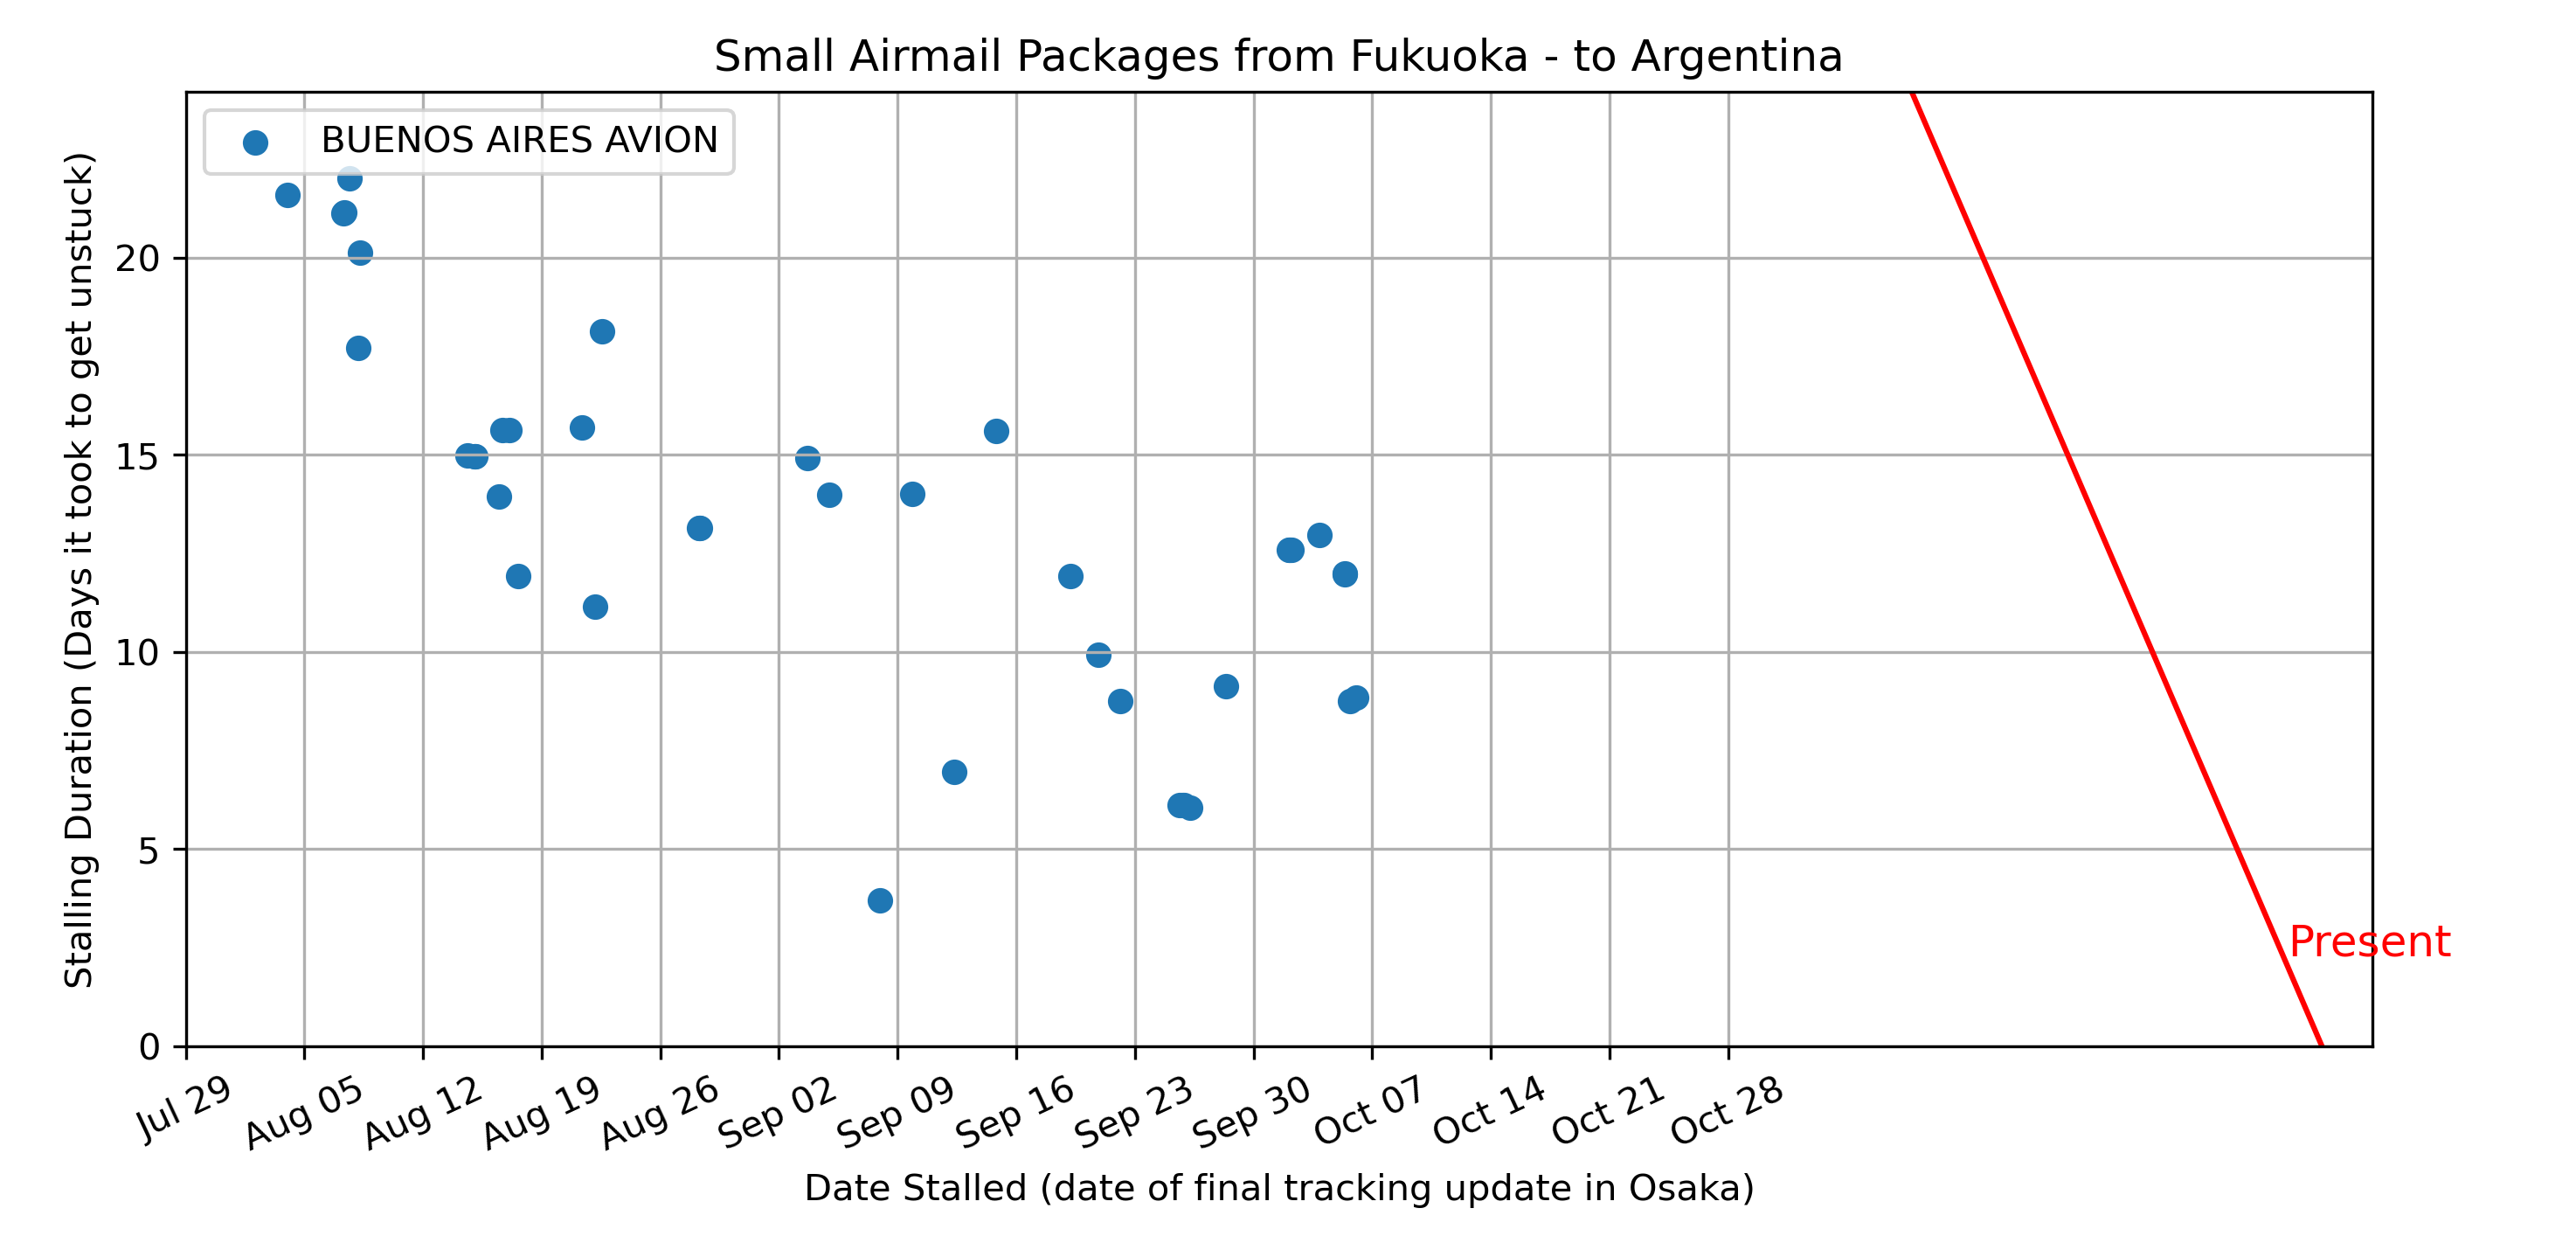 Small Airmail Packages from Fukuoka - to Argentina
BUENOS AIRES AVION
Stalling Duration (Days it took to get unstuck)
20
15
10
5
0
Present
Jul 29
Aug 05
Aug 12
Aug 19
Aug 26
Sep 02
Sep 09
Sep 16
Sep 23
Sep 30
Oct 07
Oct 14
Oct 21
Oct 28
Date Stalled (date of final tracking update in Osaka)